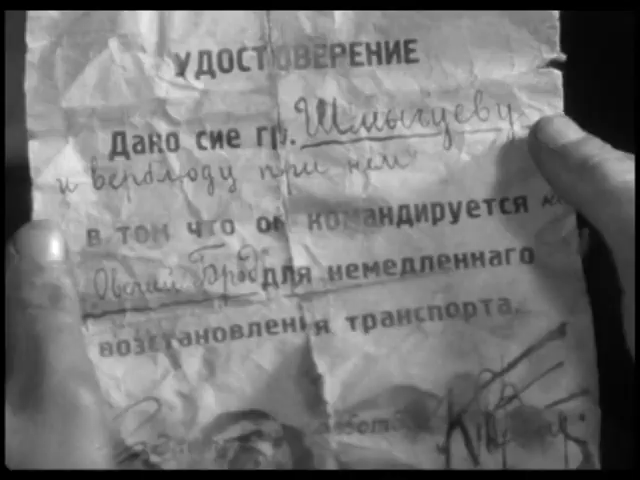 УДОСТОВЕРЕНИЕ
Дано сие гр. Шмыгуеву
и верблюду при нем
в том что он командируется
Овечий Брод для немедленнаго
возстановления транспорта.